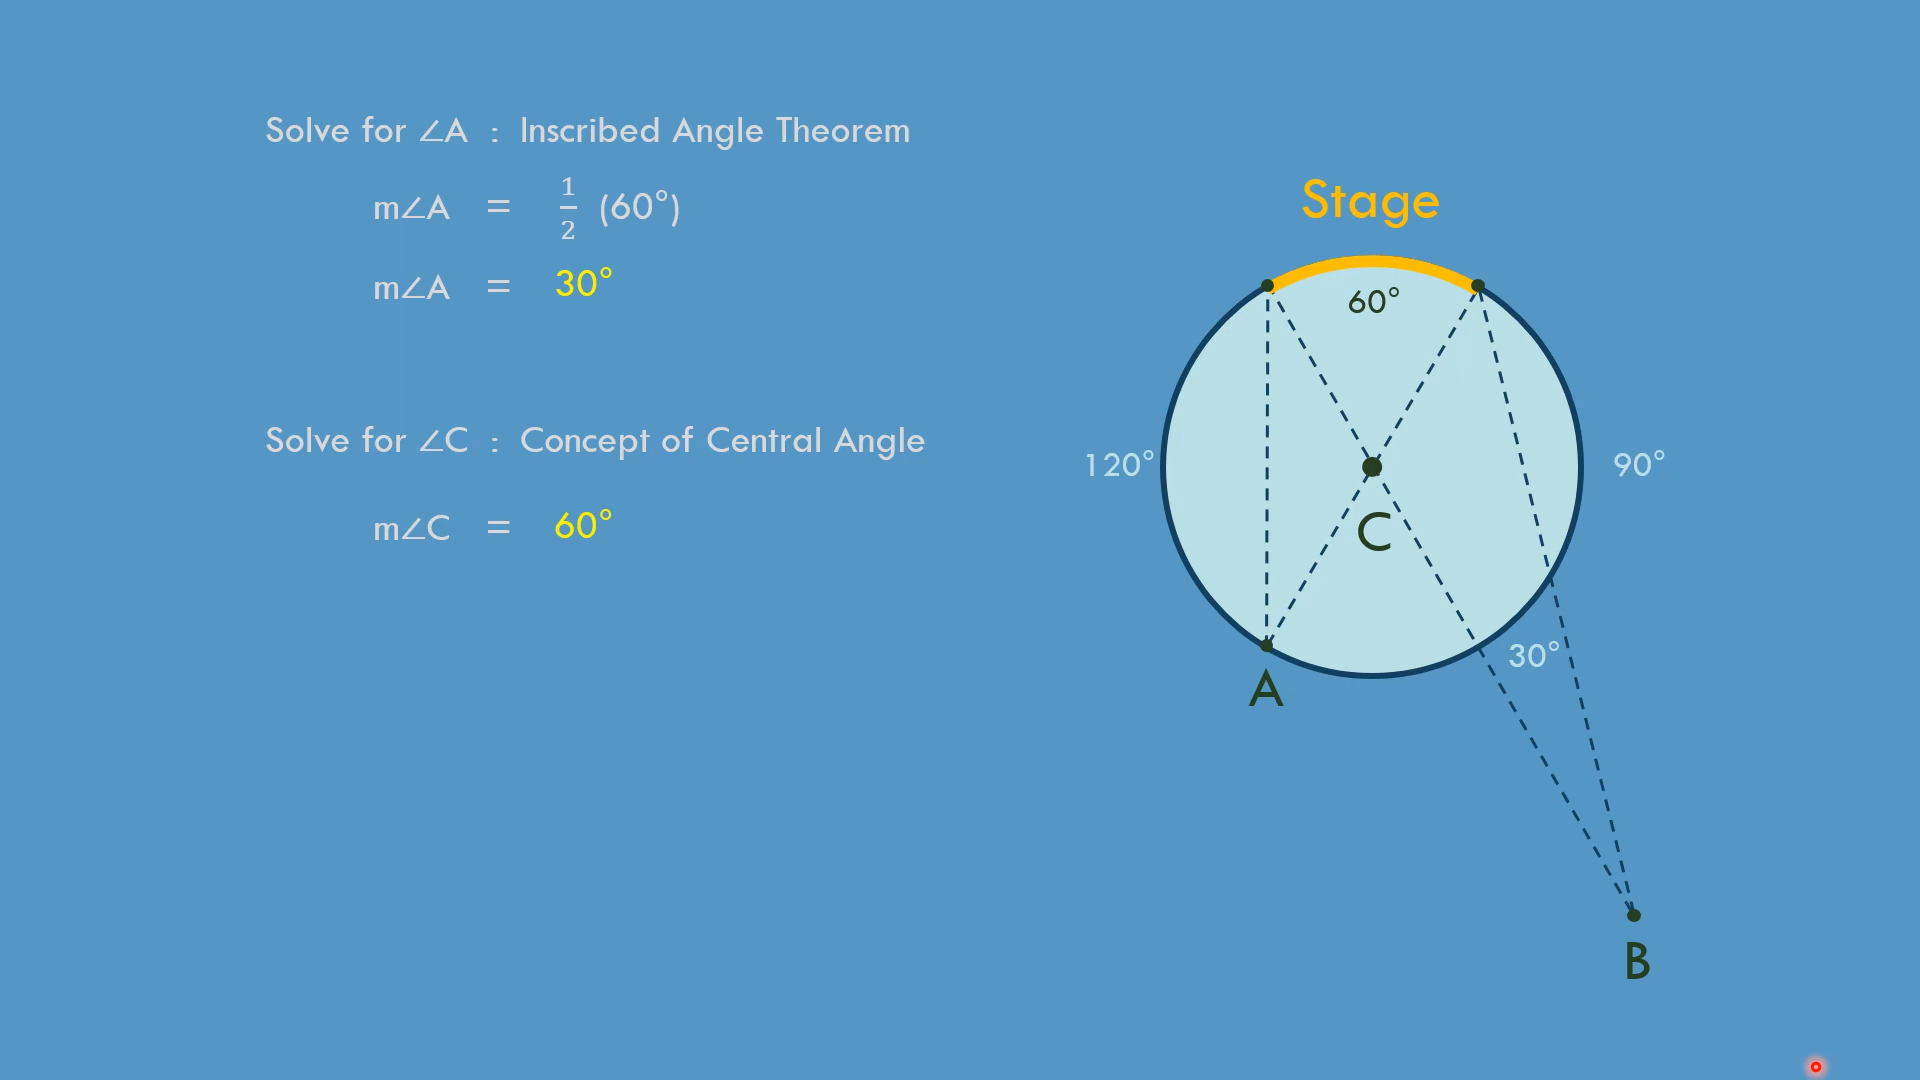 Solve for ∠A : Inscribed Angle Theorem
m∠A = 1/2 (60°)
m∠A = 30°
Solve for ∠C : Concept of Central Angle
m∠C = 60°
Stage
60°
120°
90°
C
30°
A
B